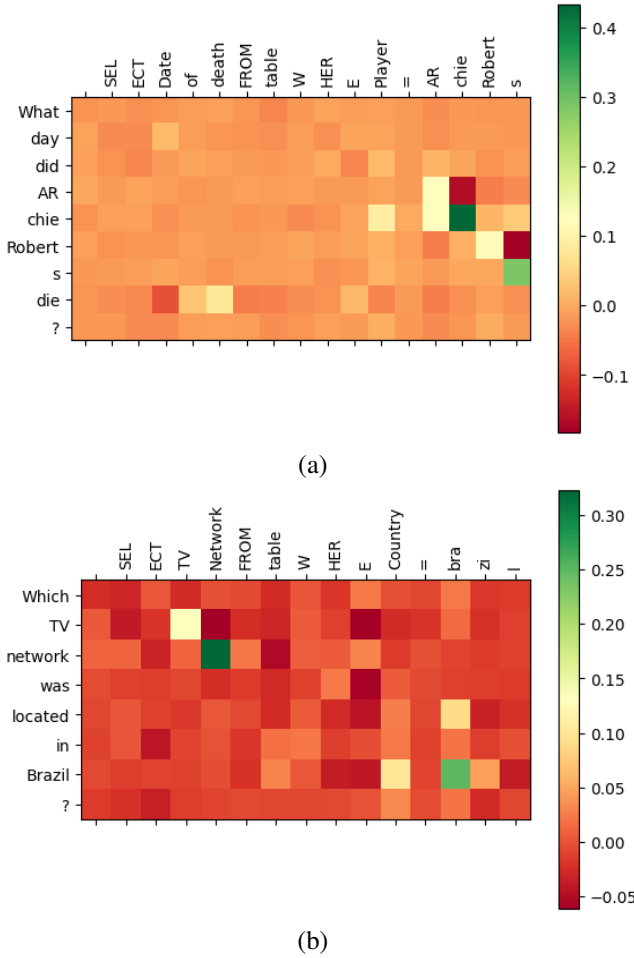 SEL ECT Date of death FROM table W HER E Player = AR chie Robert s
What
day
did
AR
chie
Robert
s
die
?
0.4
0.3
0.2
0.1
0.0
−0.1
(a)
SEL ECT TV Network FROM table W HER E Country = bra zi l
Which
TV
network
was
located
in
Brazil
?
0.30
0.25
0.20
0.15
0.10
0.05
0.00
−0.05
(b)